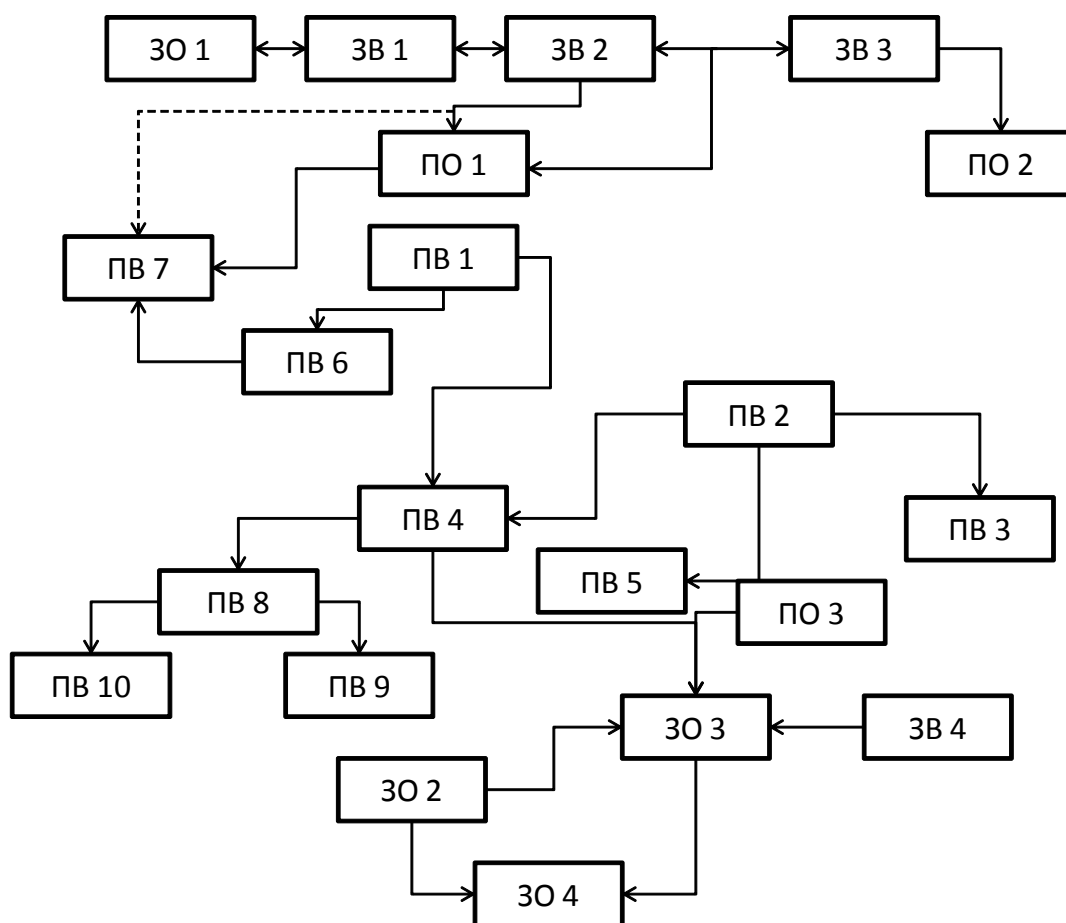 ЗО 1
ЗВ 1
ЗВ 2
ЗВ 3
ПО 1
ПО 2
ПВ 7
ПВ 1
ПВ 6
ПВ 2
ПВ 4
ПВ 3
ПВ 5
ПВ 8
ПО 3
ПВ 10
ПВ 9
ЗО 3
ЗВ 4
ЗО 2
ЗО 4